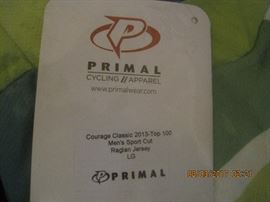 PRIMAL
CYCLING // APPAREL
www.primalwear.com
Courage Classic 2013-Top 100
Men's Sport Cut
Raglan Jersey
LG
PRIMAL